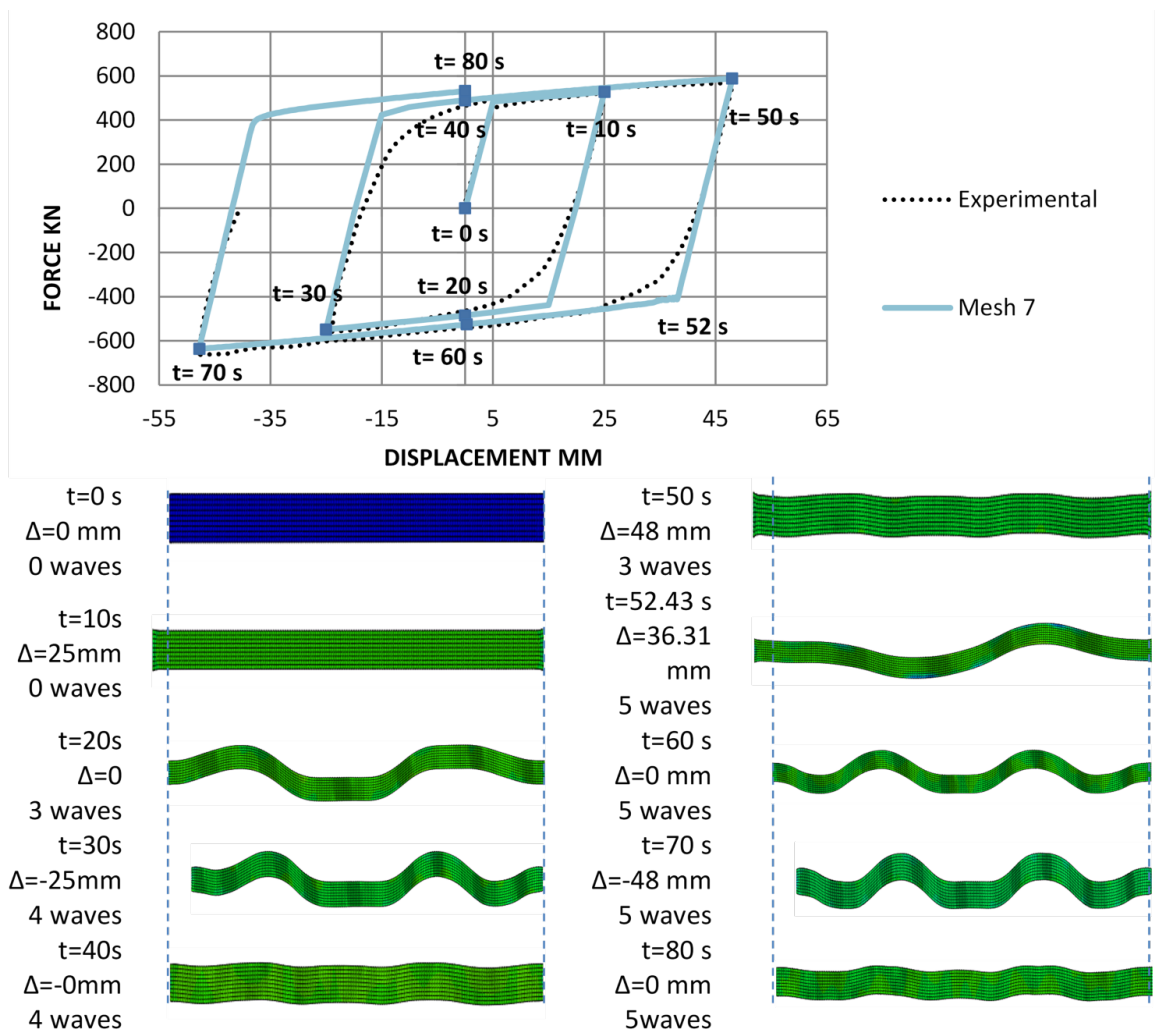 800
600
400
200
0
-200
-400
-600
-800
FORCE KN
t= 80 s
t= 40 s
t= 10 s
t= 50 s
t= 0 s
t= 20 s
t= 30 s
t= 52 s
t= 60 s
t= 70 s
-55 -35 -15 5 25 45 65
DISPLACEMENT MM
Experimental
Mesh 7
t=0 s
Δ=0 mm
0 waves
t=10s
Δ=25mm
0 waves
t=20s
Δ=0
3 waves
t=30s
Δ=-25mm
4 waves
t=40s
Δ=-0mm
4 waves
t=50 s
Δ=48 mm
3 waves
t=52.43 s
Δ=36.31
mm
5 waves
t=60 s
Δ=0 mm
5 waves
t=70 s
Δ=-48 mm
5 waves
t=80 s
Δ=0 mm
5waves